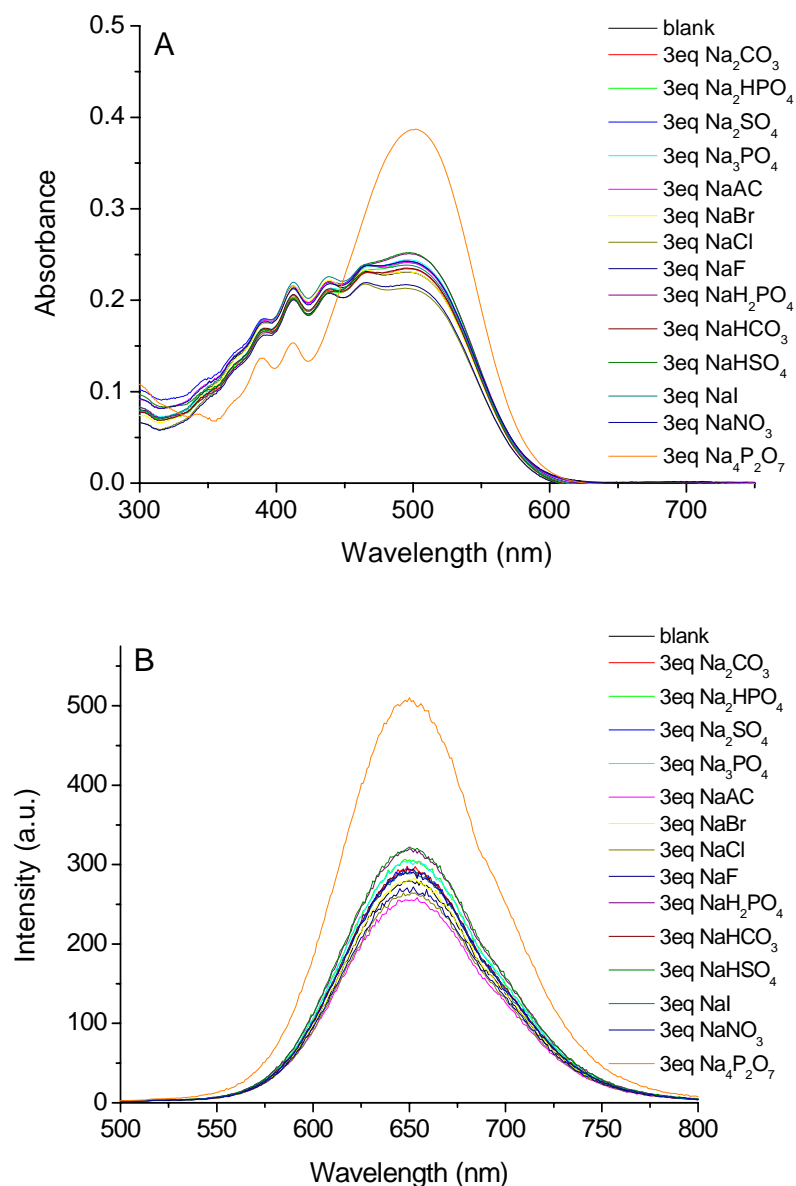 A
0.5
0.4
0.3
0.2
0.1
0.0
Absorbance
300
400
500
600
700
Wavelength (nm)
blank
3eq Na₂CO₃
3eq Na₂HPO₄
3eq Na₂SO₄
3eq Na₃PO₄
3eq NaAC
3eq NaBr
3eq NaCl
3eq NaF
3eq NaH₂PO₄
3eq NaHCO₃
3eq NaHSO₄
3eq NaI
3eq NaNO₃
3eq Na₄P₂O₇
B
500
400
300
200
100
0
Intensity (a.u.)
500
550
600
650
700
750
800
Wavelength (nm)
blank
3eq Na₂CO₃
3eq Na₂HPO₄
3eq Na₂SO₄
3eq Na₃PO₄
3eq NaAC
3eq NaBr
3eq NaCl
3eq NaF
3eq NaH₂PO₄
3eq NaHCO₃
3eq NaHSO₄
3eq NaI
3eq NaNO₃
3eq Na₄P₂O₇